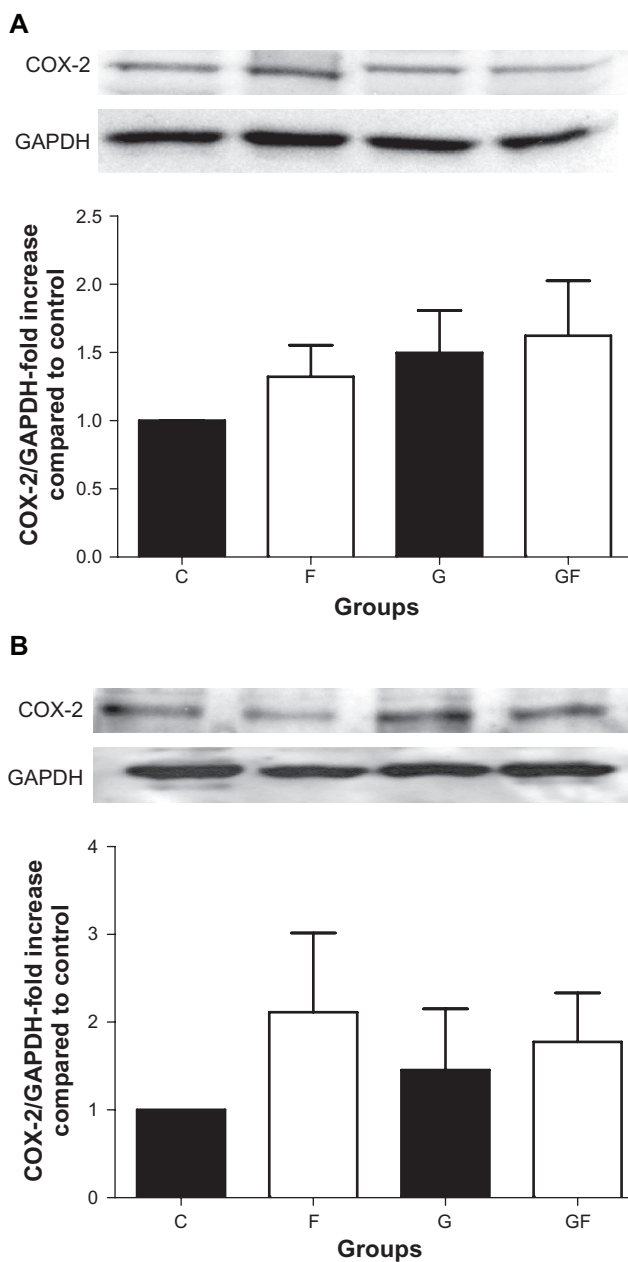 A
COX-2
GAPDH
COX-2/GAPDH-fold increase
compared to control
2.5
2.0
1.5
1.0
0.5
0.0
C F G GF
Groups
B
COX-2
GAPDH
COX-2/GAPDH-fold increase
compared to control
4
3
2
1
0
C F G GF
Groups